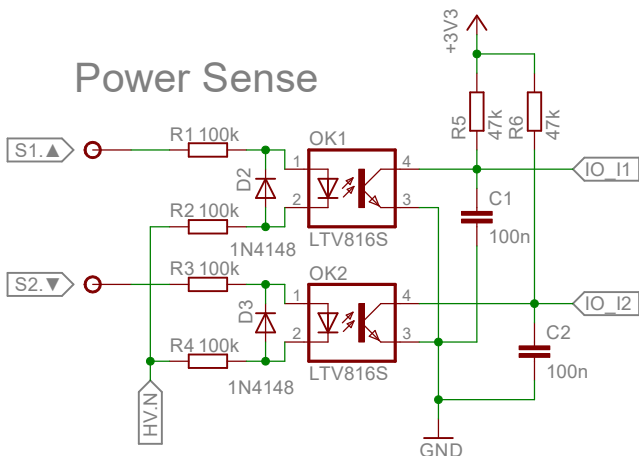 +3V3
Power Sense
R5
47k
R6
47k
S1.▲
R1 100k
OK1
1
4
IO_I1
D2
2
3
C1
100n
R2 100k
1N4148
LTV816S
S2.▼
R3 100k
OK2
1
4
IO_I2
D3
2
3
C2
100n
R4 100k
1N4148
LTV816S
HV.N
GND